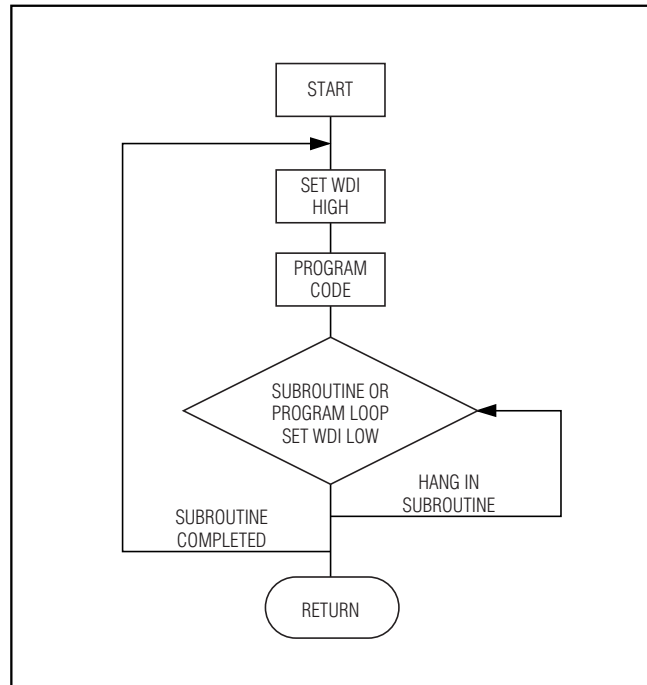 START
SET WDI
HIGH
PROGRAM
CODE
SUBROUTINE OR
PROGRAM LOOP
SET WDI LOW
HANG IN
SUBROUTINE
SUBROUTINE
COMPLETED
RETURN